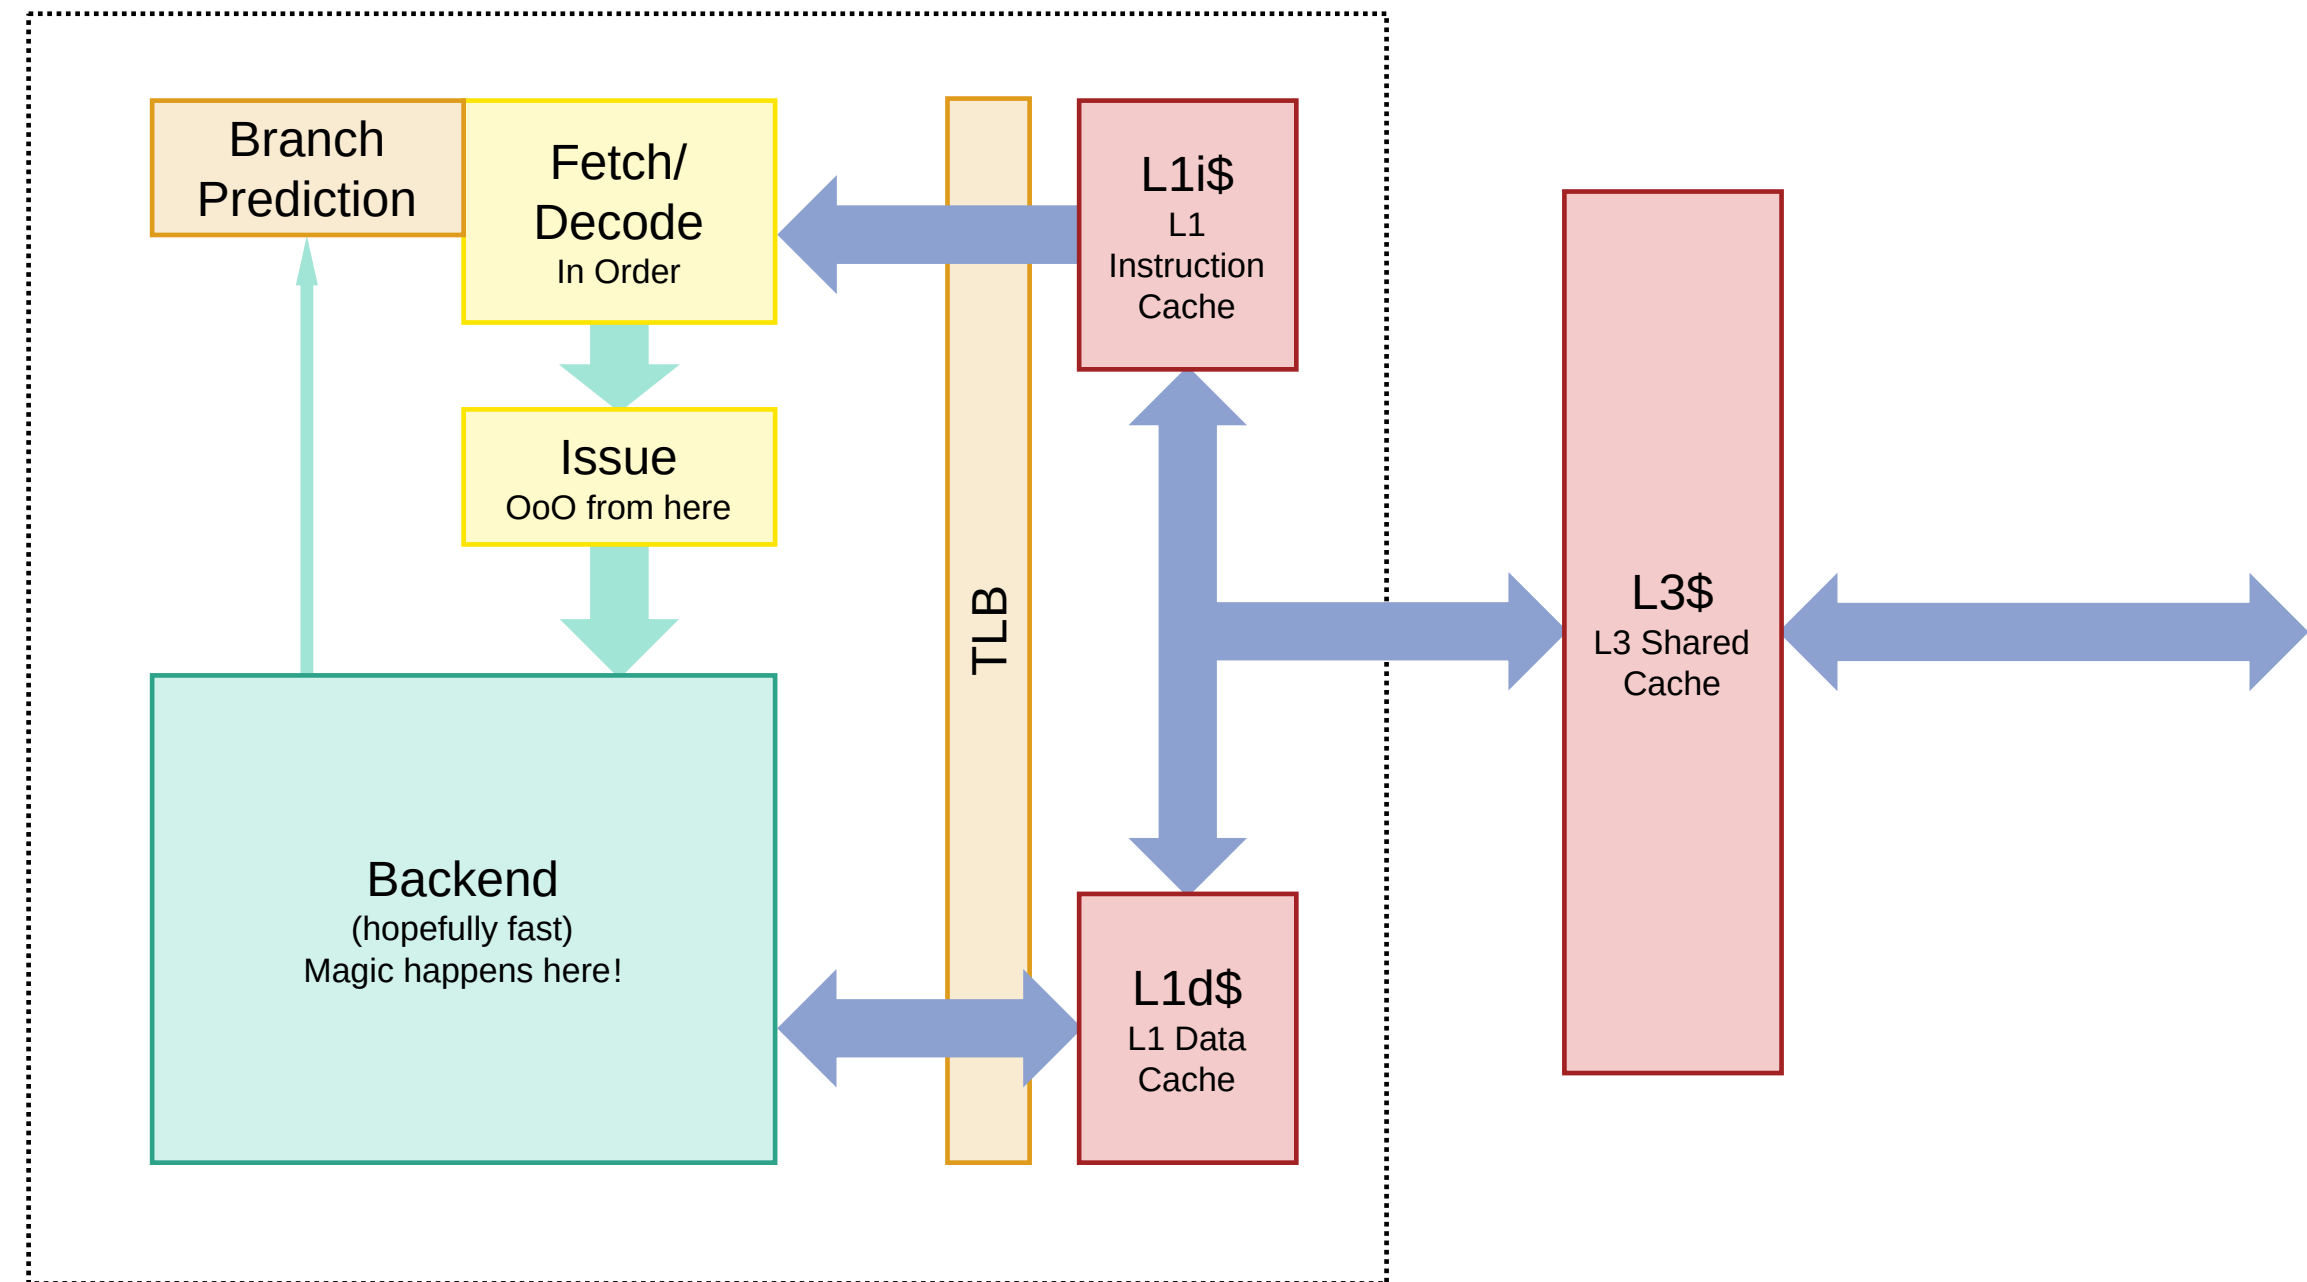 Branch
Prediction
Fetch/
Decode
In Order
Issue
OoO from here
Backend
(hopefully fast)
Magic happens here!
TLB
L1i$
L1
Instruction
Cache
L1d$
L1 Data
Cache
L3$
L3 Shared
Cache